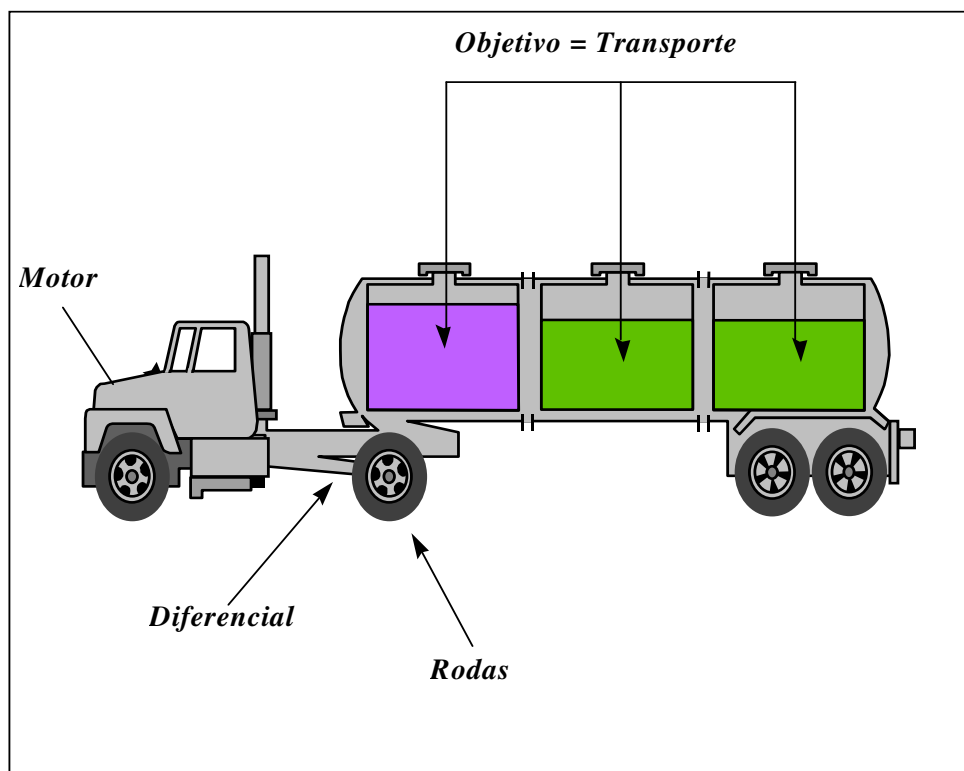 Objetivo = Transporte
Motor
Diferencial
Rodas